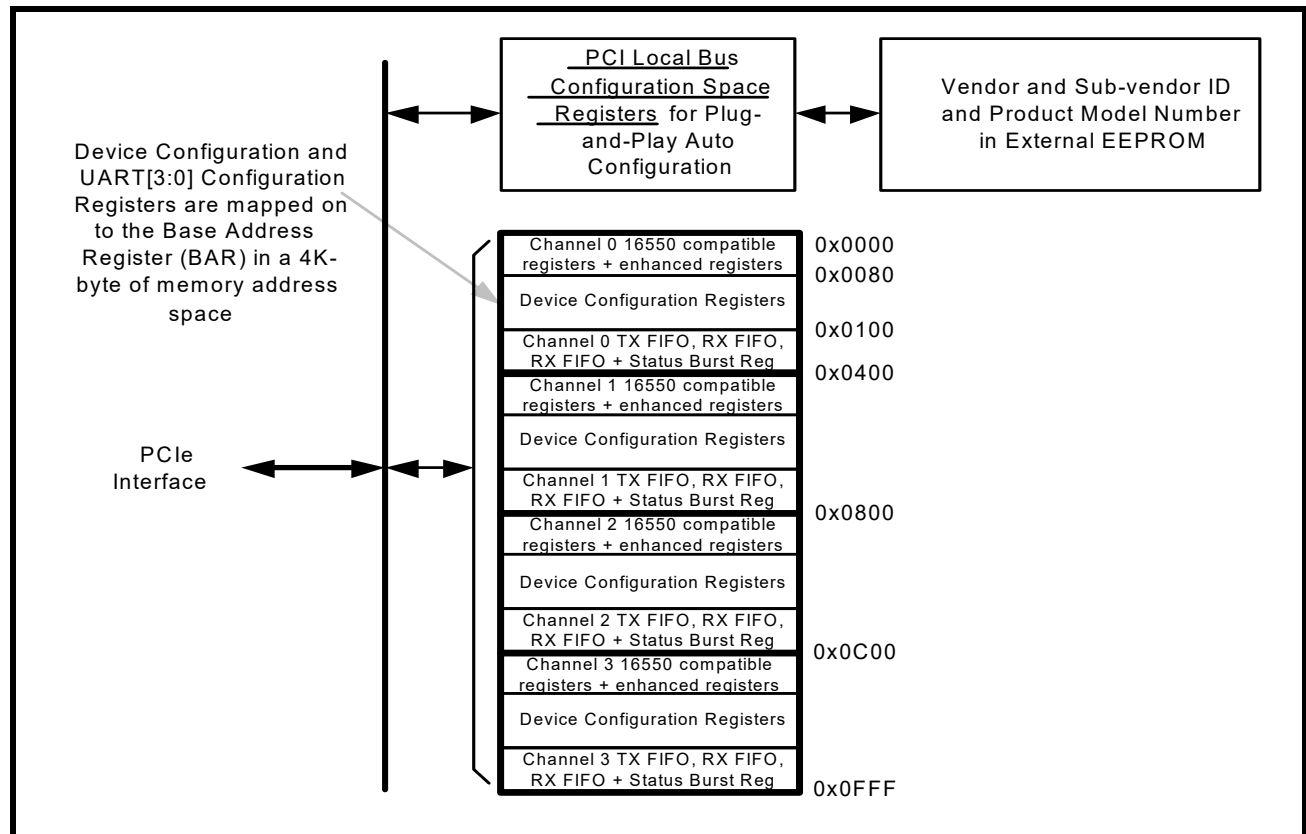 PCI Local Bus
Configuration Space
Registers for Plug-
and-Play Auto
Configuration
Vendor and Sub-vendor ID
and Product Model Number
in External EEPROM
Device Configuration and
UART[3:0] Configuration
Registers are mapped on
to the Base Address
Register (BAR) in a 4K-
byte of memory address
space
PCIe
Interface
Channel 0 16550 compatible
registers + enhanced registers
Device Configuration Registers
Channel 0 TX FIFO, RX FIFO,
RX FIFO + Status Burst Reg
Channel 1 16550 compatible
registers + enhanced registers
Device Configuration Registers
Channel 1 TX FIFO, RX FIFO,
RX FIFO + Status Burst Reg
Channel 2 16550 compatible
registers + enhanced registers
Device Configuration Registers
Channel 2 TX FIFO, RX FIFO,
RX FIFO + Status Burst Reg
Channel 3 16550 compatible
registers + enhanced registers
Device Configuration Registers
Channel 3 TX FIFO, RX FIFO,
RX FIFO + Status Burst Reg
0x0000
0x0080
0x0100
0x0400
0x0800
0x0C00
0x0FFF